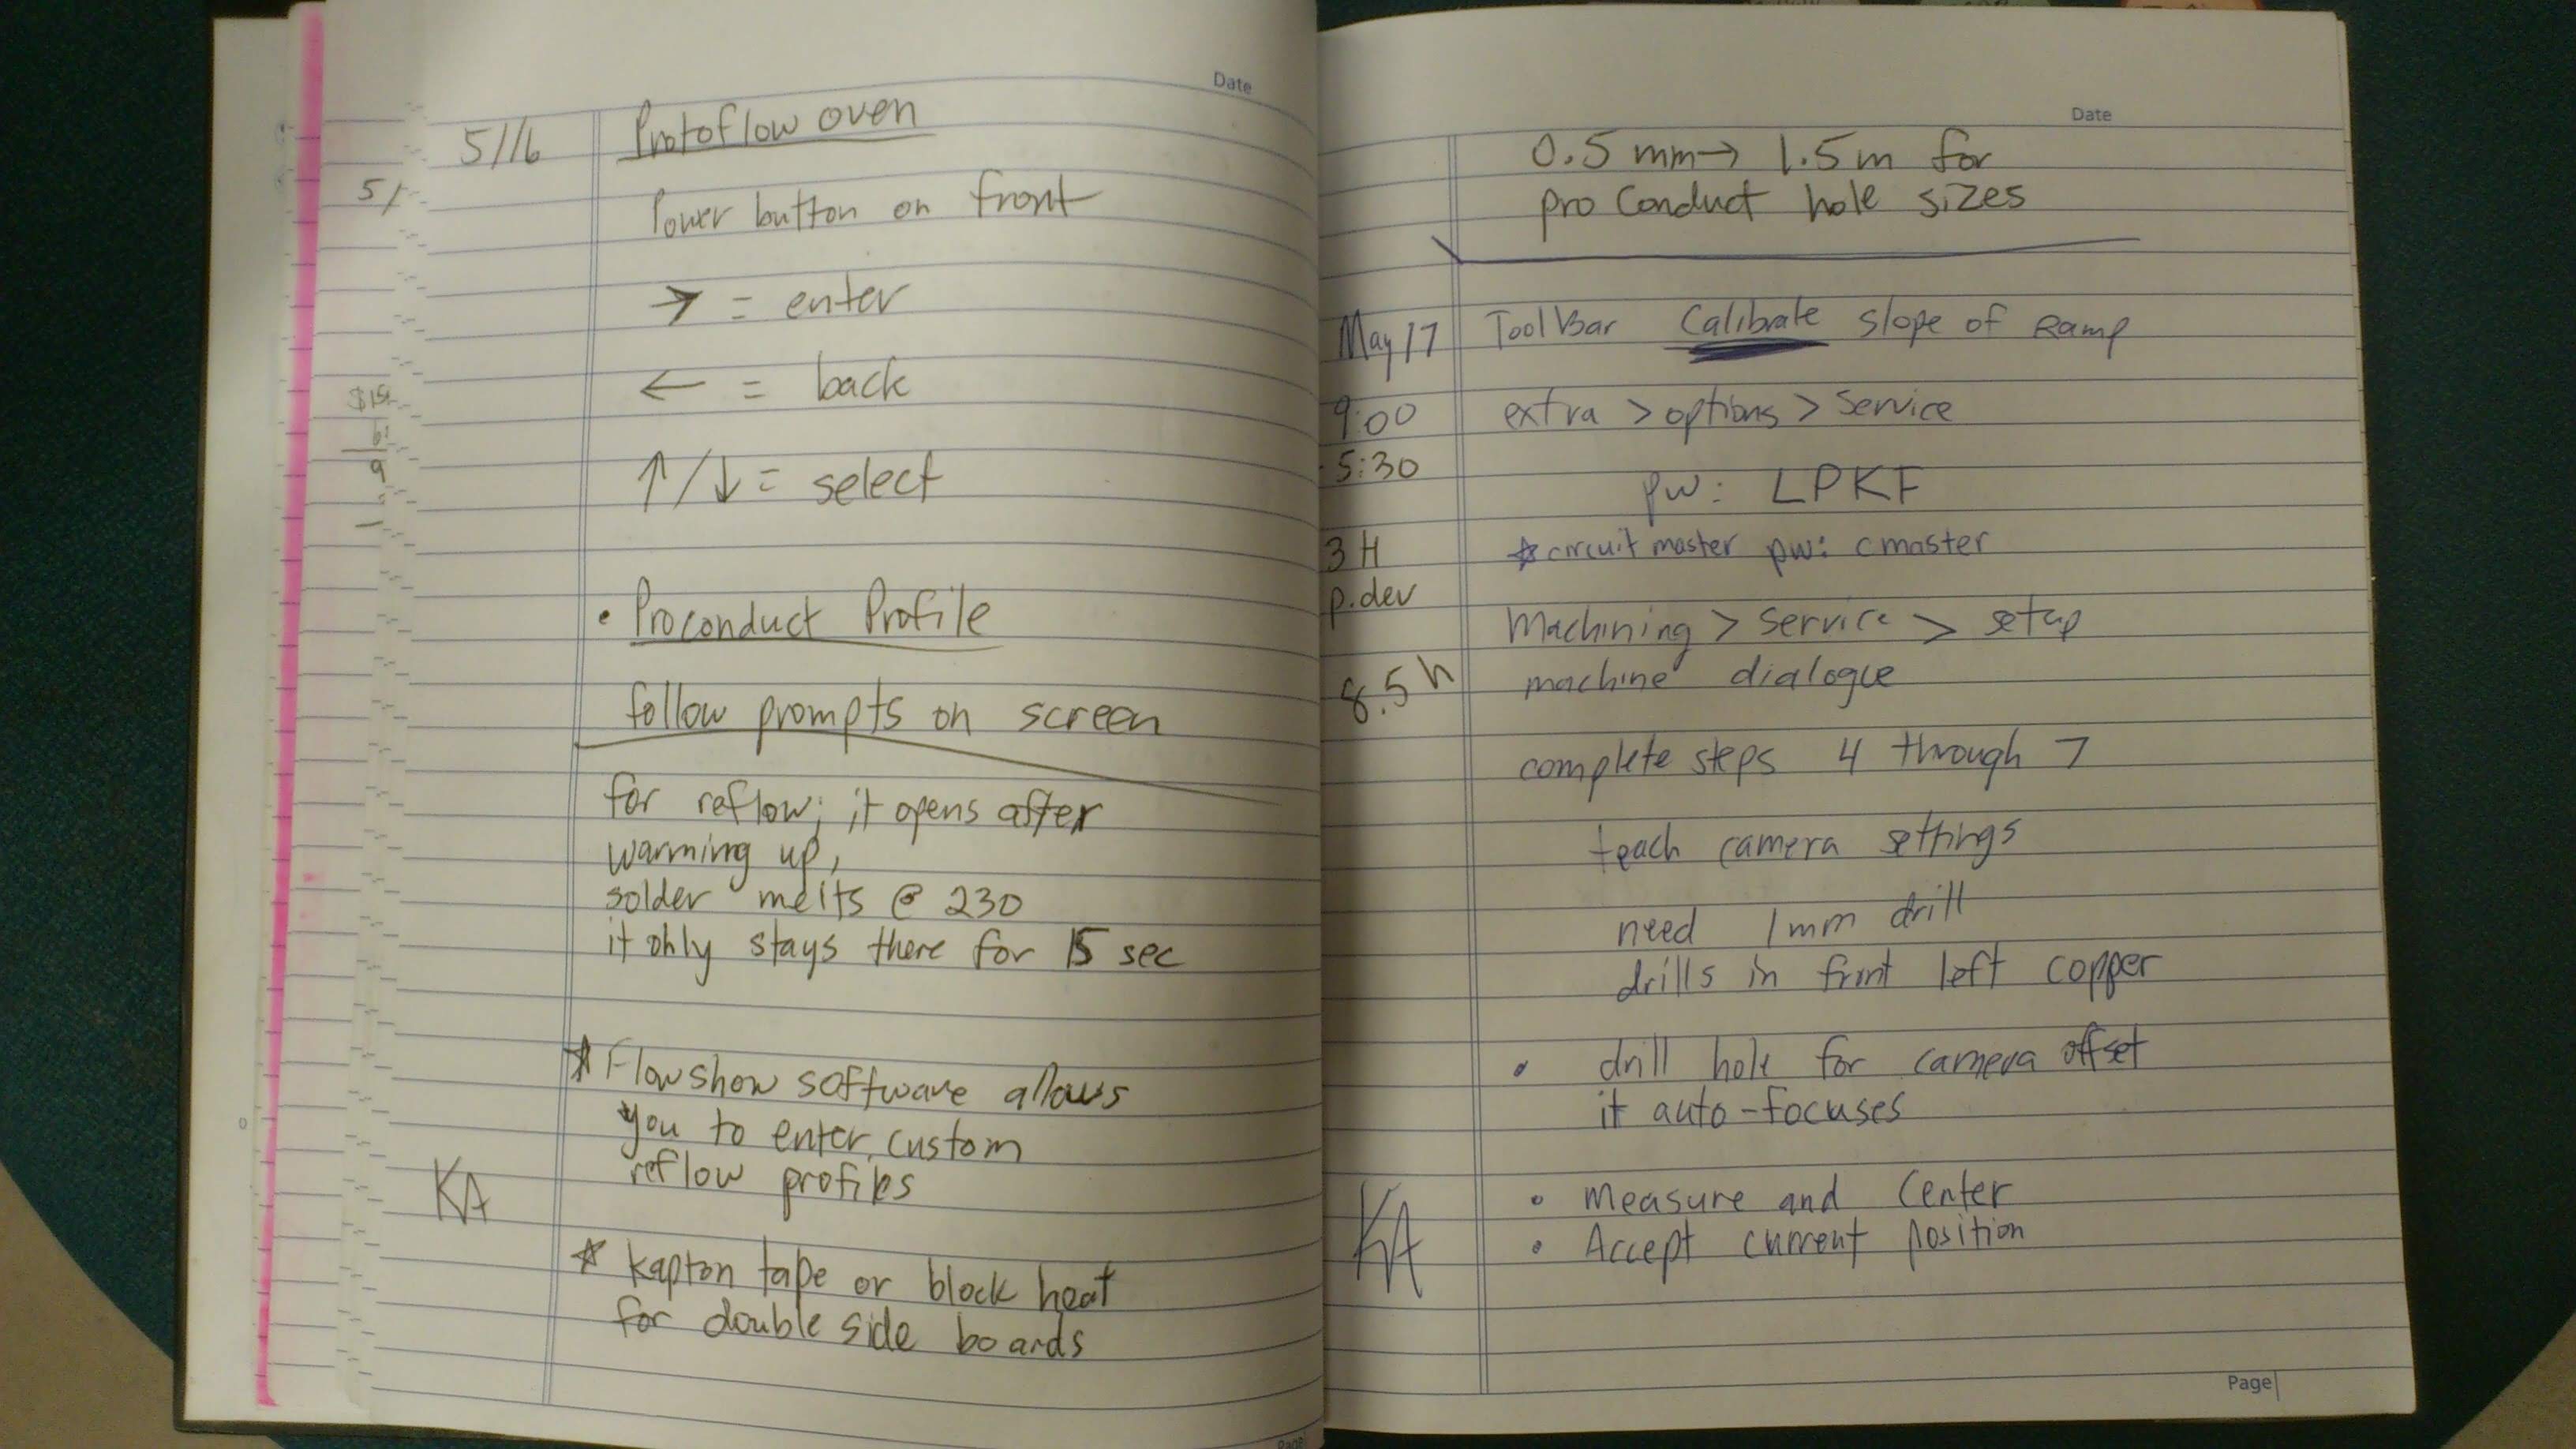 Date
5/16 Protoflow oven
Power button on front
→ = enter
← = back
↑/↓ = select
• Proconduct Profile
follow prompts on screen
for reflow; it opens after
warming up,
solder melts @ 230
it only stays there for 15 sec
* Flowshow software allows
you to enter custom
reflow profiles
KA
* Kapton tape or block heat
for double side boards
5/
9
Page
Date
0.5 mm → 1.5 m for
pro Conduct hole sizes
May 17 ToolBar Calibrate slope of Ramp
9:00 extra > options > Service
5:30
pw: LPKF
3 H * circuit master pw: cmaster
p.dev Machining > Service > setup
8.5 h machine dialogue
complete steps 4 through 7
teach camera settings
need 1mm drill
drills in front left copper
• drill hole for camera offset
it auto-focuses
• Measure and Center
KA • Accept current position
Page